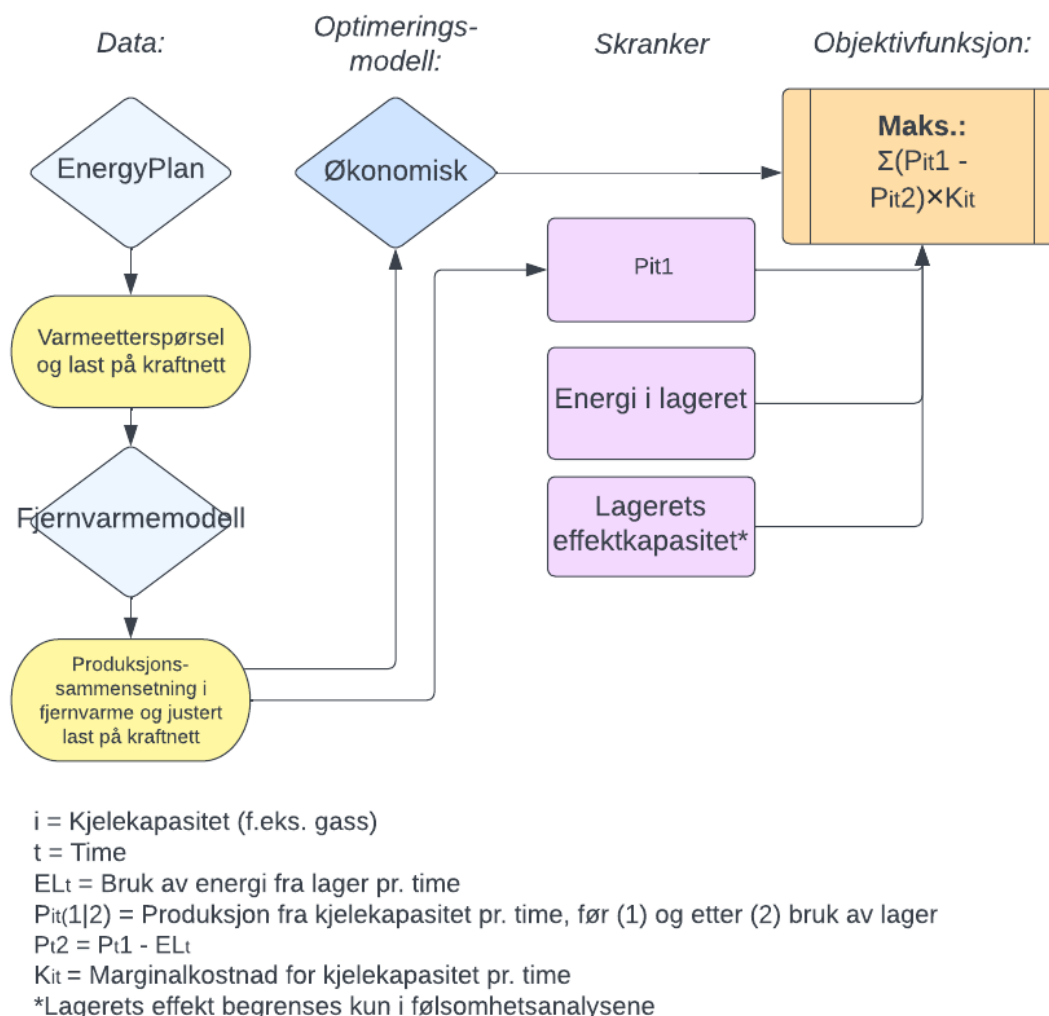 Data:
Optimerings-
modell:
Skranker
Objektivfunksjon:
EnergyPlan
Økonomisk
Maks.:
Σ(Pit1 -
Pit2)×Kit
Pit1
Varmeetterspørsel
og last på kraftnett
Energi i lageret
Fjernvarmemodell
Lagerets
effektkapasitet*
Produksjons-
sammensetning i
fjernvarme og justert
last på kraftnett
i = Kjelekapasitet (f.eks. gass)
t = Time
ELt = Bruk av energi fra lager pr. time
Pit(1|2) = Produksjon fra kjelekapasitet pr. time, før (1) og etter (2) bruk av lager
Pt2 = Pt1 - ELt
Kit = Marginalkostnad for kjelekapasitet pr. time
*Lagerets effekt begrenses kun i følsomhetsanalysene